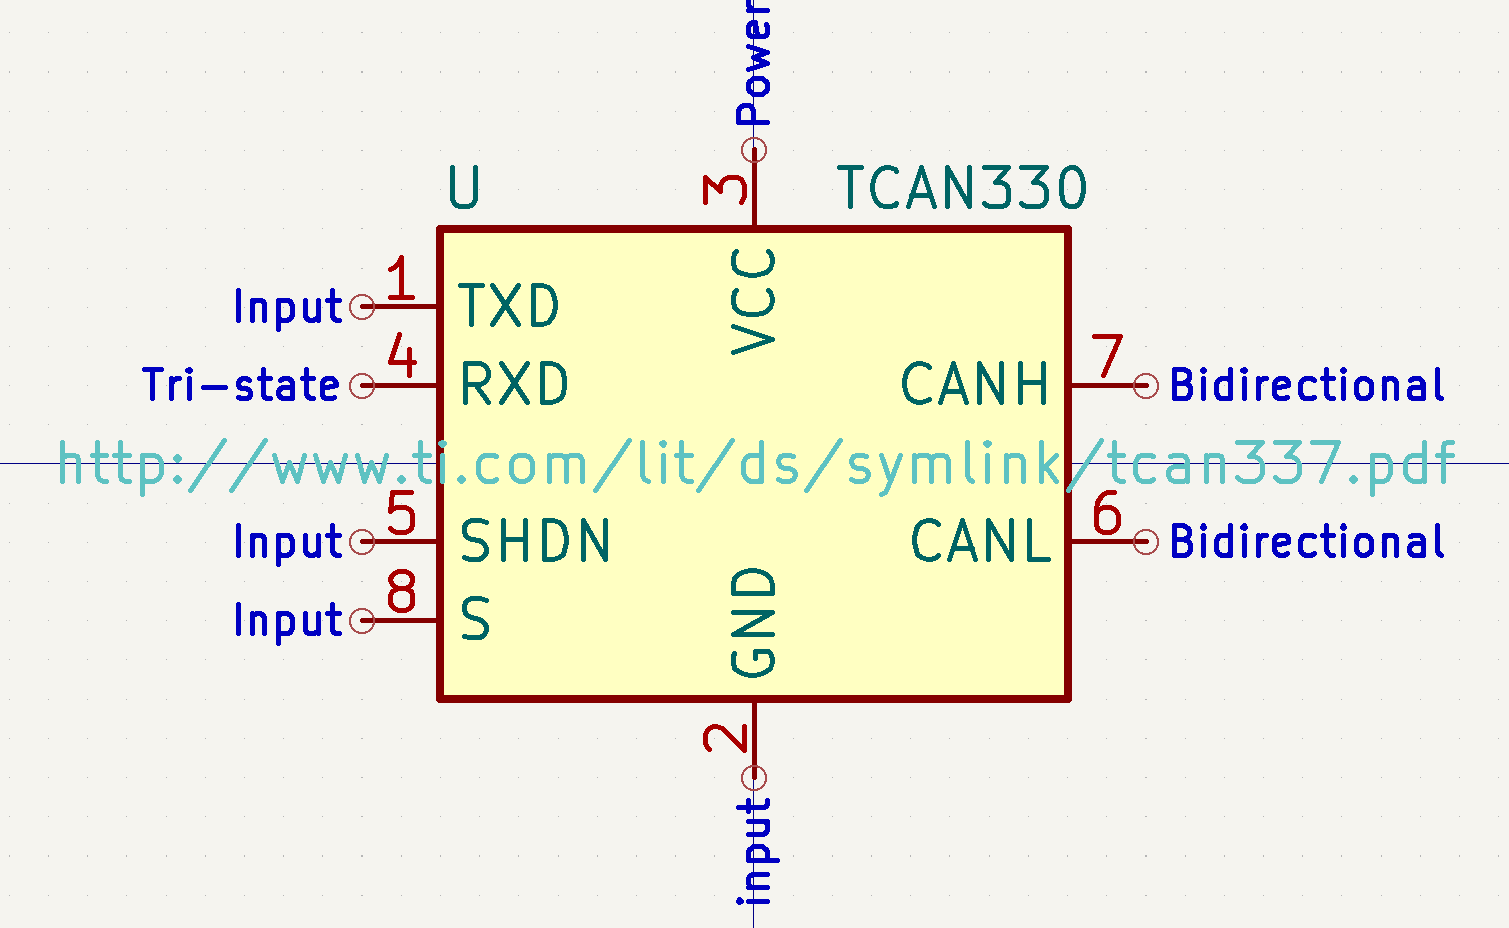 Power
3
U
TCAN330
VCC
Input
1
TXD
Tri-state
4
RXD
7
CANH
Bidirectional
http://www.ti.com/lit/ds/symlink/tcan337.pdf
Input
5
SHDN
6
CANL
Bidirectional
Input
8
S
GND
2
input